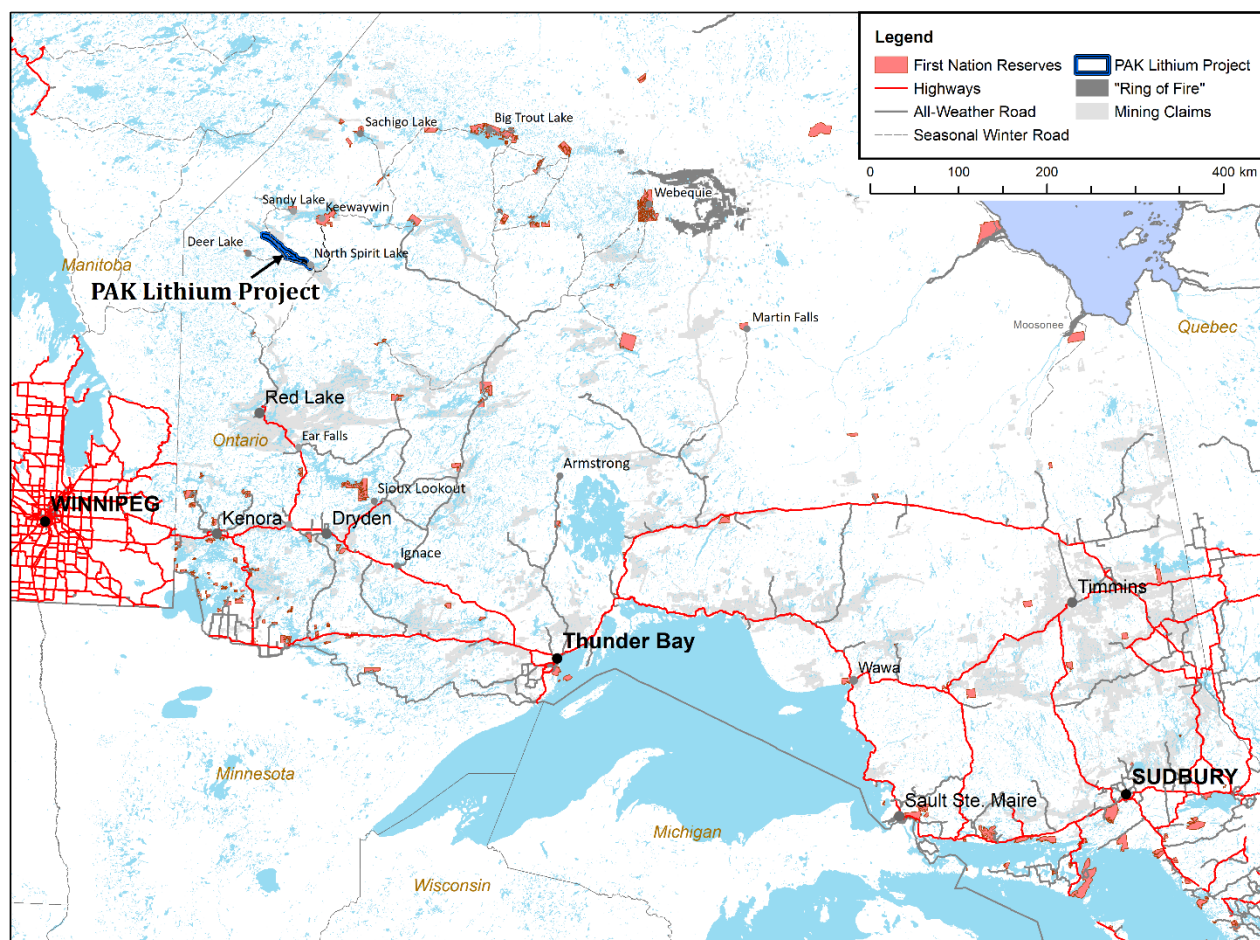 Legend
First Nation Reserves
PAK Lithium Project
Highways
"Ring of Fire"
All-Weather Road
Mining Claims
Seasonal Winter Road
0 100 200 400 km
Sachigo Lake
Big Trout Lake
Webequie
Sandy Lake
Keewaywin
Deer Lake
North Spirit Lake
Manitoba
PAK Lithium Project
Martin Falls
Moosonee
Quebec
Red Lake
Ontario
Ear Falls
Armstrong
Sioux Lookout
WINNIPEG
Kenora
Dryden
Ignace
Timmins
Thunder Bay
Wawa
Minnesota
SUDBURY
Sault Ste. Maire
Michigan
Wisconsin